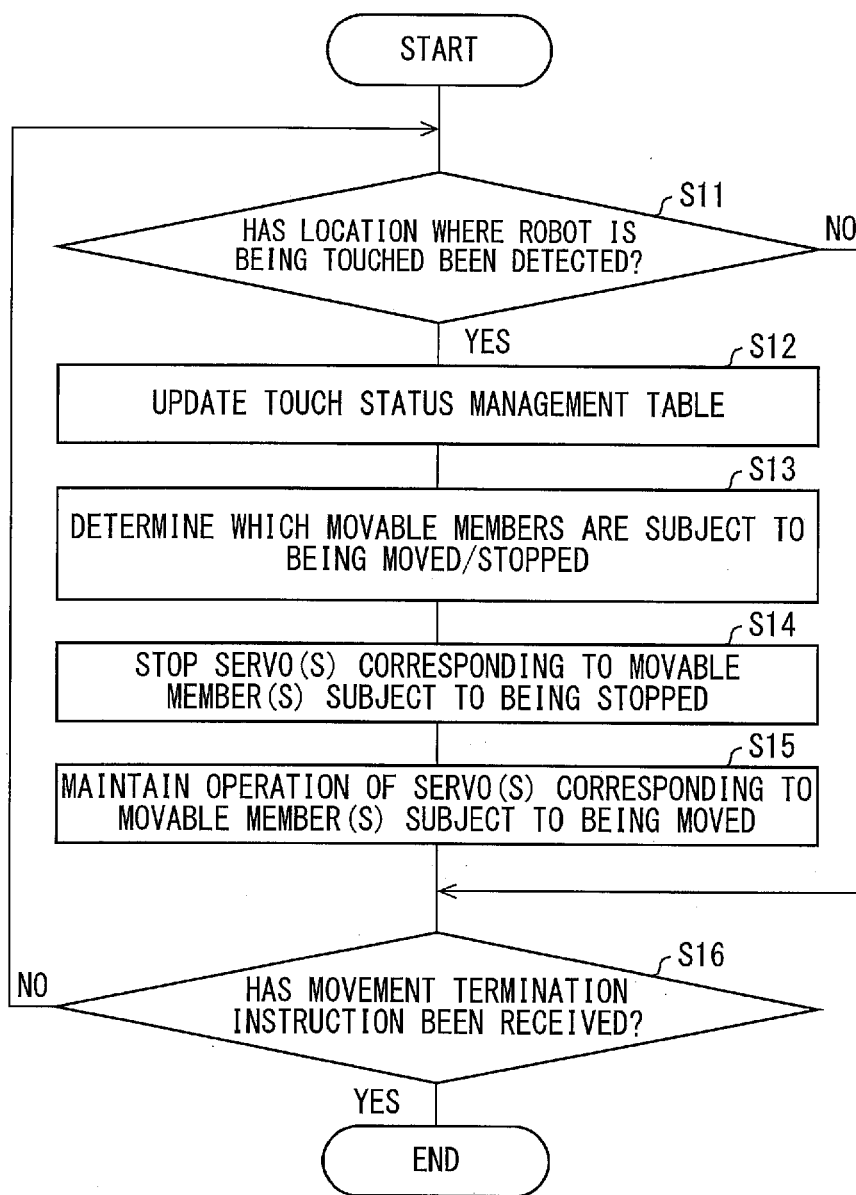 START
S11
HAS LOCATION WHERE ROBOT IS
BEING TOUCHED BEEN DETECTED?
NO
YES
S12
UPDATE TOUCH STATUS MANAGEMENT TABLE
S13
DETERMINE WHICH MOVABLE MEMBERS ARE SUBJECT TO
BEING MOVED/STOPPED
S14
STOP SERVO(S) CORRESPONDING TO MOVABLE
MEMBER(S) SUBJECT TO BEING STOPPED
S15
MAINTAIN OPERATION OF SERVO(S) CORRESPONDING TO
MOVABLE MEMBER(S) SUBJECT TO BEING MOVED
S16
NO
HAS MOVEMENT TERMINATION
INSTRUCTION BEEN RECEIVED?
YES
END